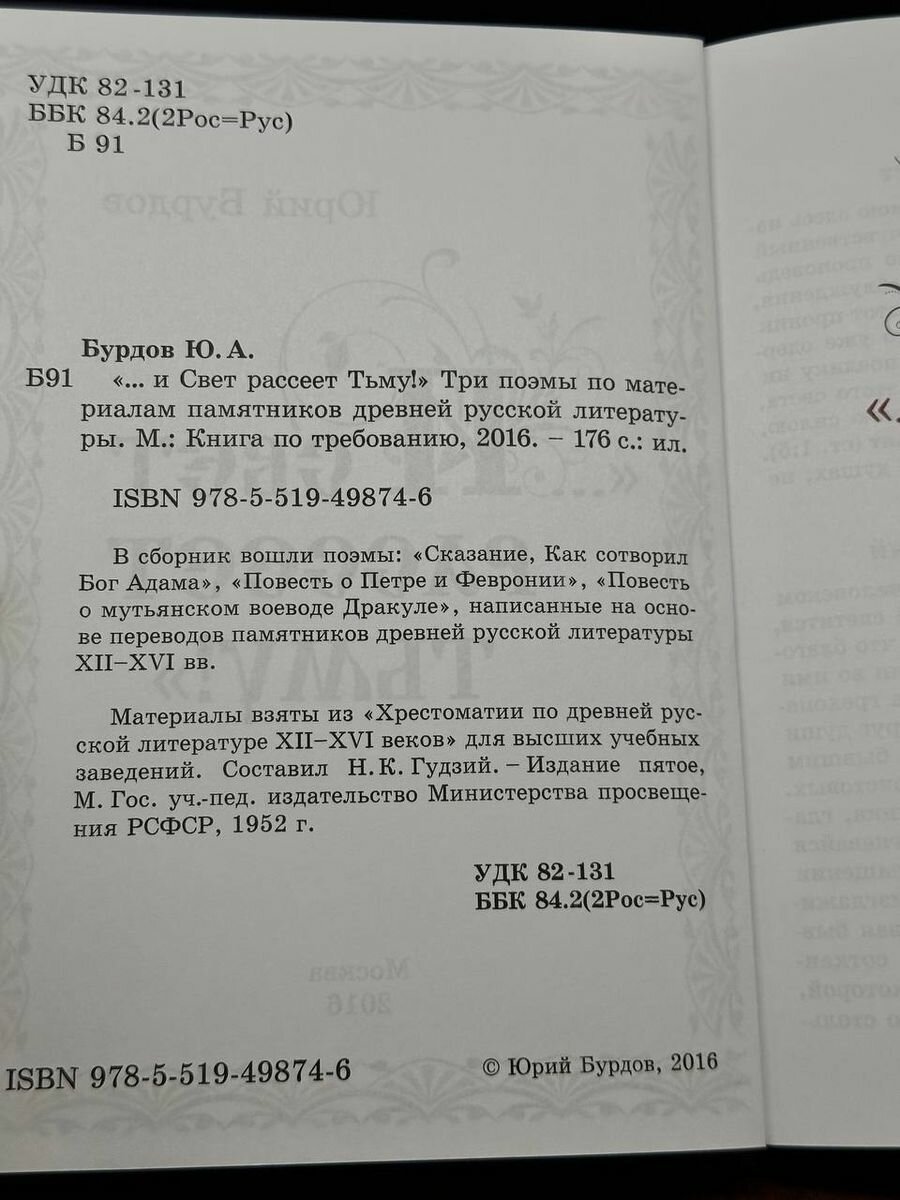 УДК 82-131
ББК 84.2(2Рос=Рус)
Б 91
Юрий Бурдов
Бурдов Ю. А.
Б91 «... и Свет рассеет Тьму!» Три поэмы по мате-
риалам памятников древней русской литерату-
ры. М.: Книга по требованию, 2016. – 176 с.: ил.
ISBN 978-5-519-49874-6
В сборник вошли поэмы: «Сказание, Как сотворил
Бог Адама», «Повесть о Петре и Февронии», «Повесть
о мутьянском воеводе Дракуле», написанные на осно-
ве переводов памятников древней русской литературы
XII–XVI вв.
Материалы взяты из «Хрестоматии по древней рус-
ской литературе XII–XVI веков» для высших учебных
заведений. Составил Н. К. Гудзий. – Издание пятое,
М. Гос. уч.-пед. издательство Министерства просвеще-
ния РСФСР, 1952 г.
УДК 82-131
ББК 84.2(2Рос=Рус)
Москва
2016
ISBN 978-5-519-49874-6
© Юрий Бурдов, 2016